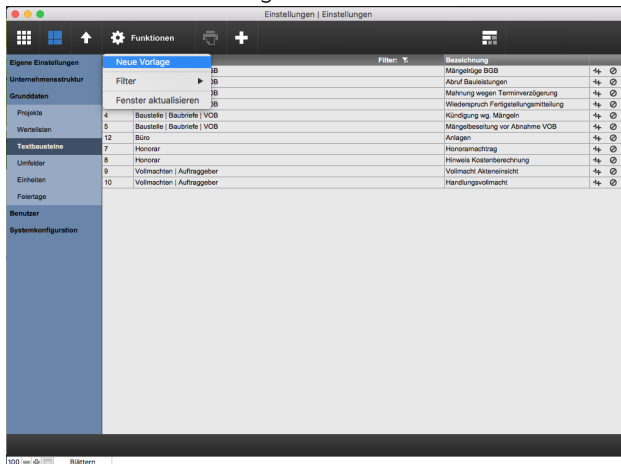 Einstellungen | Einstellungen
Funktionen
Eigene Einstellungen
Unternehmensstruktur
Grunddaten
Projekte
Wertelisten
Textbausteine
Umfelder
Einheiten
Feiertage
Benutzer
Systemkonfiguration
Neue Vorlage
Filter
Fenster aktualisieren
Filter: Bezeichnung
GB Mängelrüge BGB
OB Abruf Bauleistungen
OB Mahnung wegen Terminverzögerung
OB Wiederspruch Fertigstellungsmitteilung
4 Baustelle | Baubriefe | VOB Kündigung wg. Mängeln
5 Baustelle | Baubriefe | VOB Mängelbeseitung vor Abnahme VOB
12 Büro Anlagen
7 Honorar Honorarnachtrag
8 Honorar Hinweis Kostenberechnung
9 Vollmachten | Auftraggeber Vollmacht Akteneinsicht
10 Vollmachten | Auftraggeber Handlungsvollmacht
100 Blättern